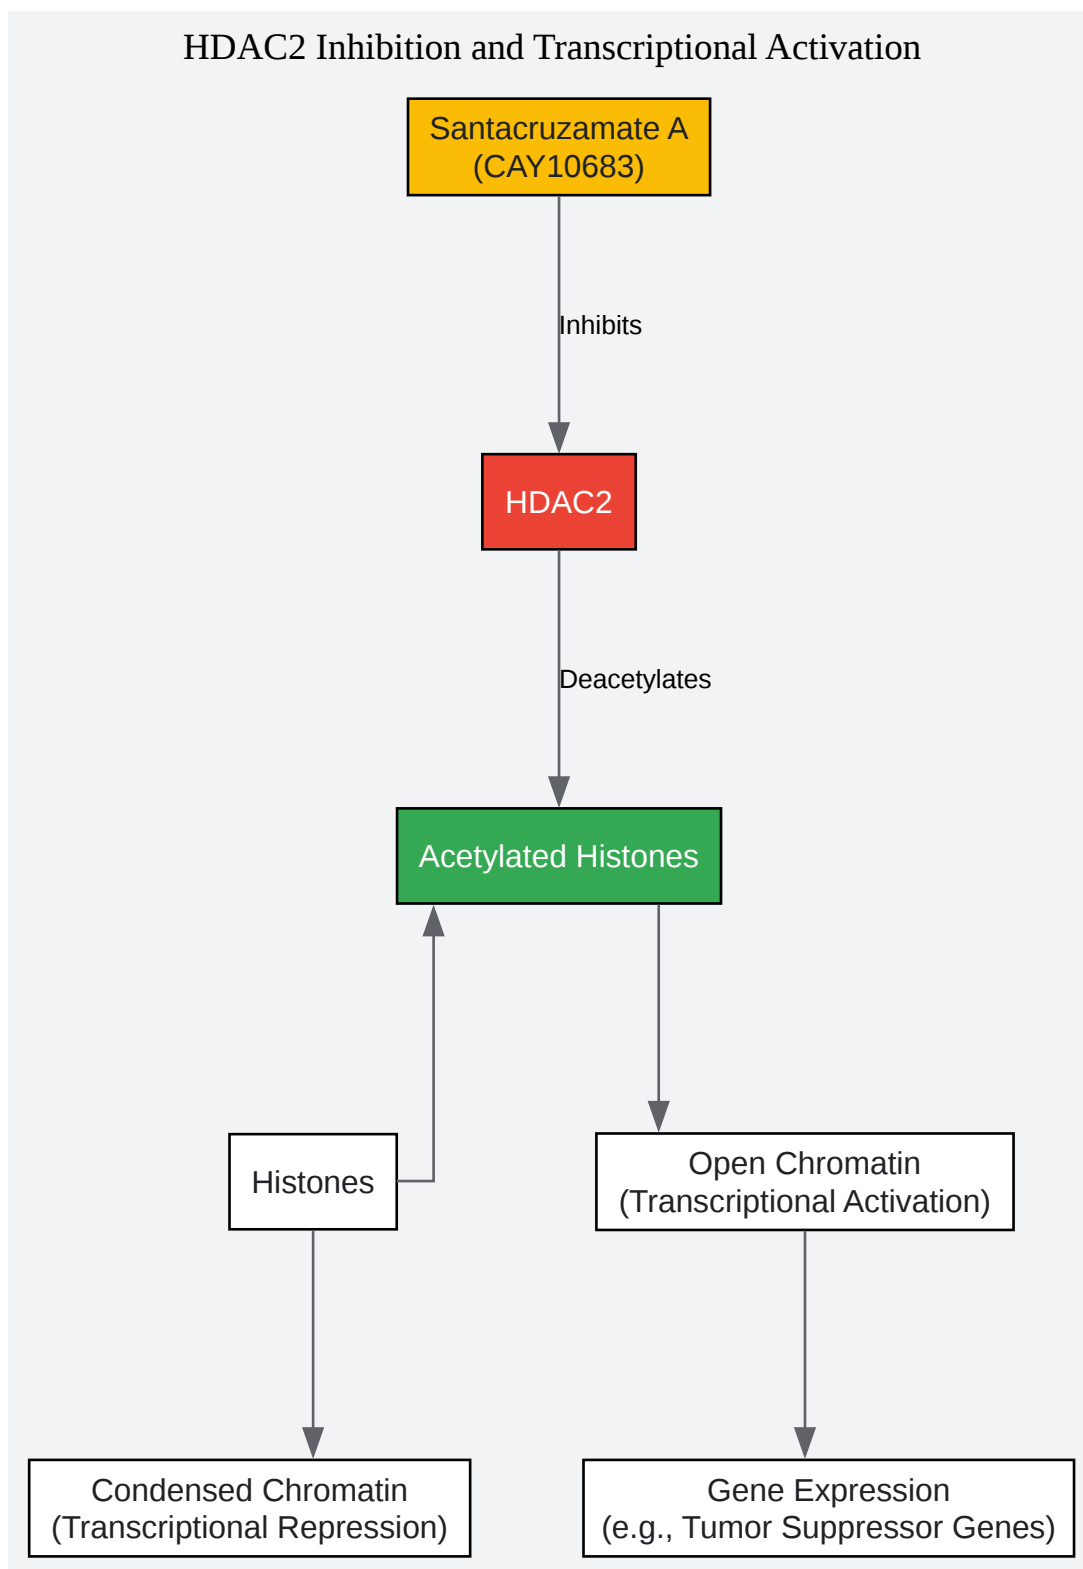 HDAC2 Inhibition and Transcriptional Activation
Santacruzamate A
(CAY10683)
Inhibits
HDAC2
Deacetylates
Acetylated Histones
Histones
Open Chromatin
(Transcriptional Activation)
Condensed Chromatin
(Transcriptional Repression)
Gene Expression
(e.g., Tumor Suppressor Genes)